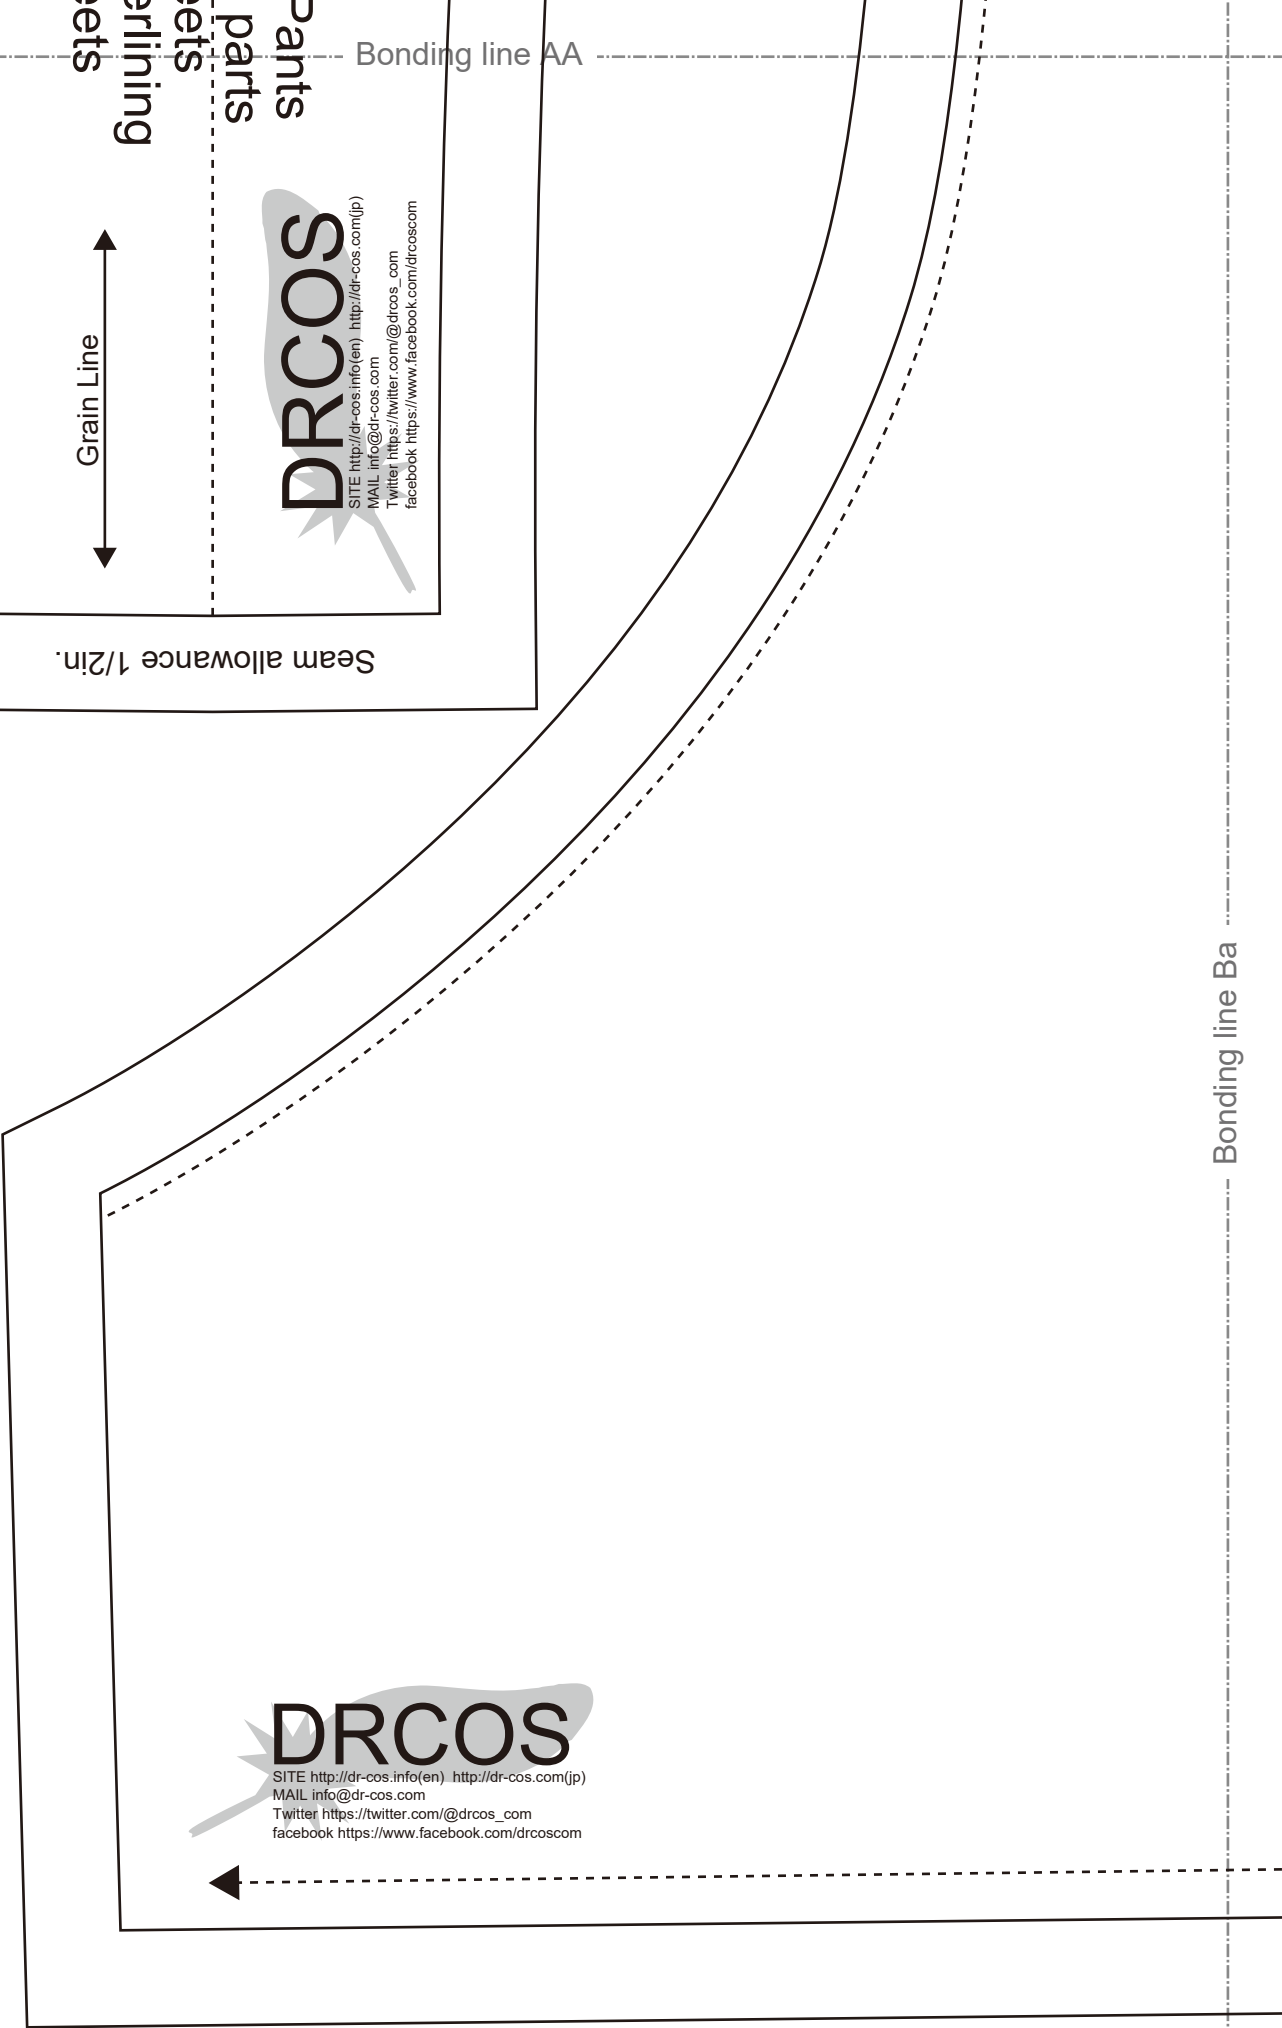 Pants
parts
eets
erlining
eets
Bonding line AA
Grain Line
DRCOS
SITE http://dr-cos.info(en) http://dr-cos.com(jp)
MAIL info@dr-cos.com
Twitter https://twitter.com/@drcos_com
facebook https://www.facebook.com/drcoscom
Seam allowance 1/2in.
Bonding line Ba
DRCOS
SITE http://dr-cos.info(en) http://dr-cos.com(jp)
MAIL info@dr-cos.com
Twitter https://twitter.com/@drcos_com
facebook https://www.facebook.com/drcoscom